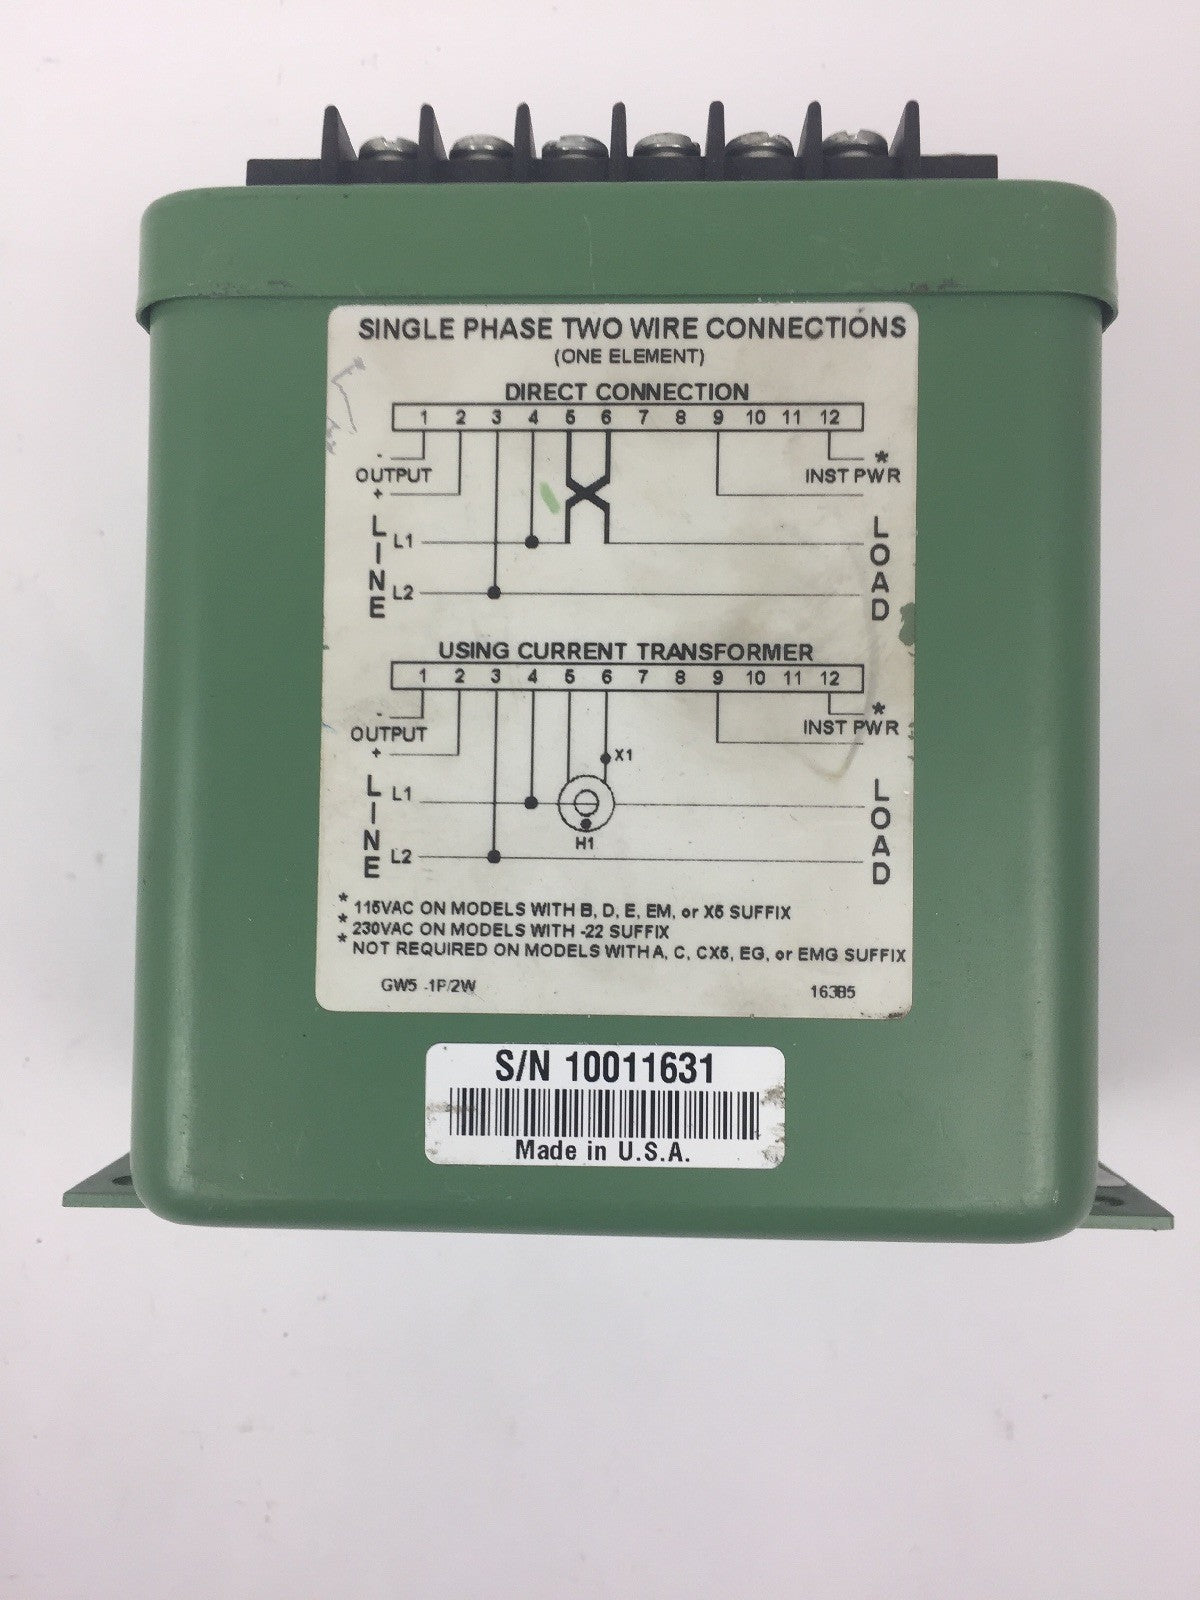 SINGLE PHASE TWO WIRE CONNECTIONS
(ONE ELEMENT)
DIRECT CONNECTION
1 2 3 4 5 6 7 8 9 10 11 12
- *
OUTPUT INST PWR
+
LINE L1 LOAD
L2
USING CURRENT TRANSFORMER
1 2 3 4 5 6 7 8 9 10 11 12
- *
OUTPUT INST PWR
+ X1
LINE L1 LOAD
H1
L2
* 115VAC ON MODELS WITH B, D, E, EM, or X5 SUFFIX
* 230VAC ON MODELS WITH -22 SUFFIX
* NOT REQUIRED ON MODELS WITH A, C, CX5, EG, or EMG SUFFIX
GW5 -1P/2W 163B5
S/N 10011631
Made in U.S.A.